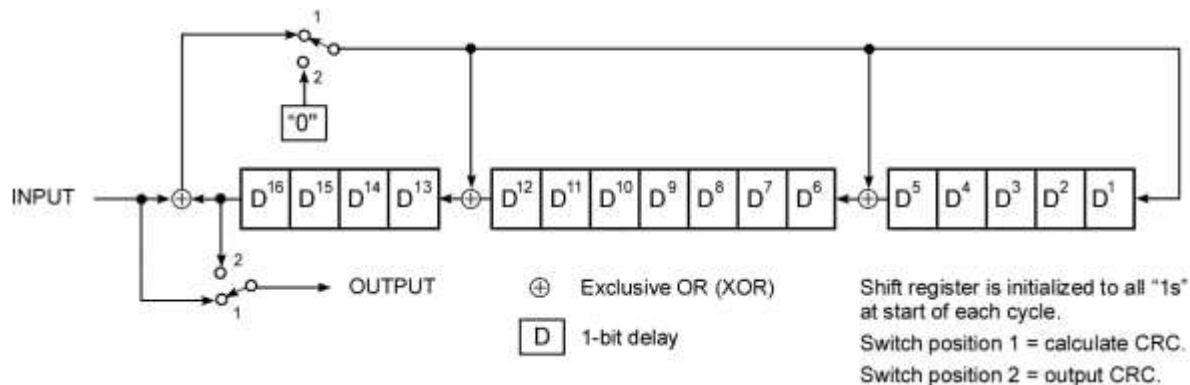 1
2
"0"
INPUT
D16 D15 D14 D13
D12 D11 D10 D9 D8 D7 D6
D5 D4 D3 D2 D1
2
1
OUTPUT
⊕ Exclusive OR (XOR)
D 1-bit delay
Shift register is initialized to all "1s"
at start of each cycle.
Switch position 1 = calculate CRC.
Switch position 2 = output CRC.